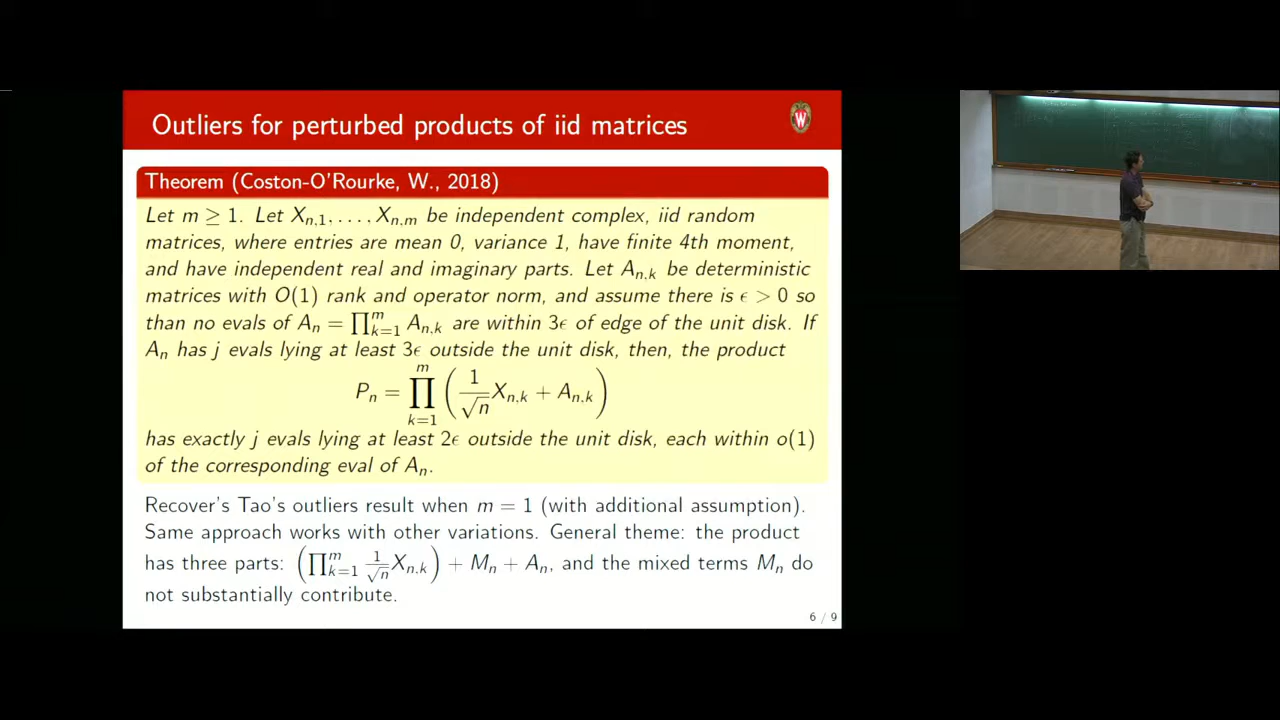 Outliers for perturbed products of iid matrices
W
Theorem (Coston-O'Rourke, W., 2018)
Let m ≥ 1. Let X_{n,1}, . . . , X_{n,m} be independent complex, iid random
matrices, where entries are mean 0, variance 1, have finite 4th moment,
and have independent real and imaginary parts. Let A_{n,k} be deterministic
matrices with O(1) rank and operator norm, and assume there is ϵ > 0 so
than no evals of A_n = ∏_{k=1}^m A_{n,k} are within 3ϵ of edge of the unit disk. If
A_n has j evals lying at least 3ϵ outside the unit disk, then, the product
P_n = ∏_{k=1}^m ( 1/√n X_{n,k} + A_{n,k} )
has exactly j evals lying at least 2ϵ outside the unit disk, each within o(1)
of the corresponding eval of A_n.
Recover's Tao's outliers result when m = 1 (with additional assumption).
Same approach works with other variations. General theme: the product
has three parts: (∏_{k=1}^m 1/√n X_{n,k}) + M_n + A_n, and the mixed terms M_n do
not substantially contribute.
6 / 9